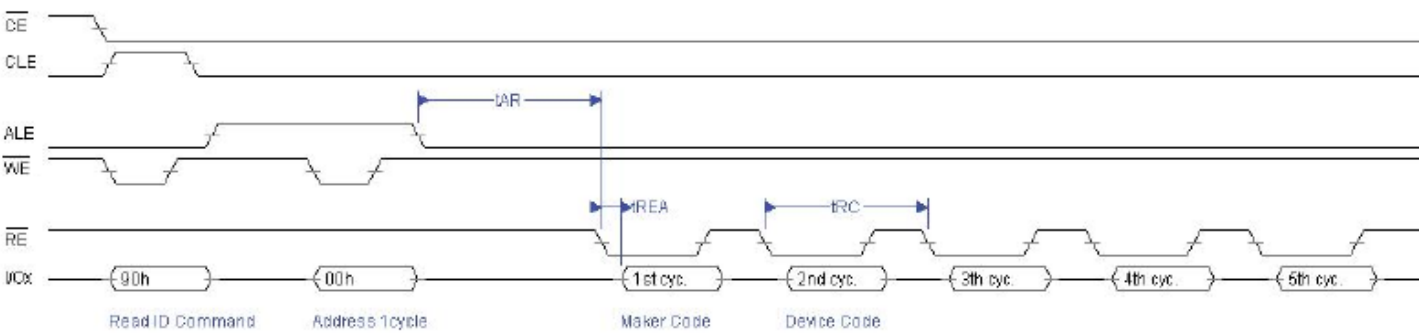 CE
CLE
tAR
ALE
WE
tREA
tRC
RE
I/Ox
90h
00h
1st cyc.
2nd cyc.
3th cyc.
4th cyc.
5th cyc.
Read ID Command
Address 1cycle
Maker Code
Device Code